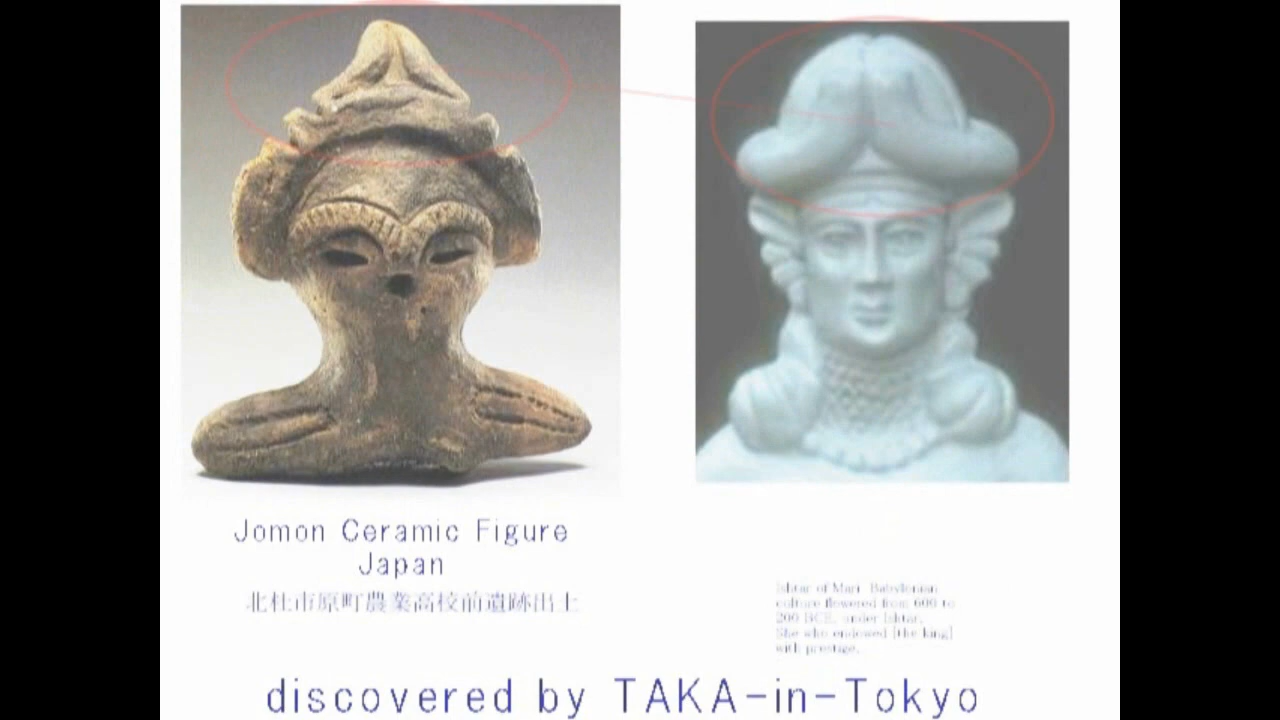 Jomon Ceramic Figure
Japan
北杜市原町農業高校前遺跡出土
Ishtar of Mari. Babylonian
culture flowered from 600 to
200 BCE, under Ishtar,
She who endowed [the king]
with prestige.
discovered by TAKA-in-Tokyo